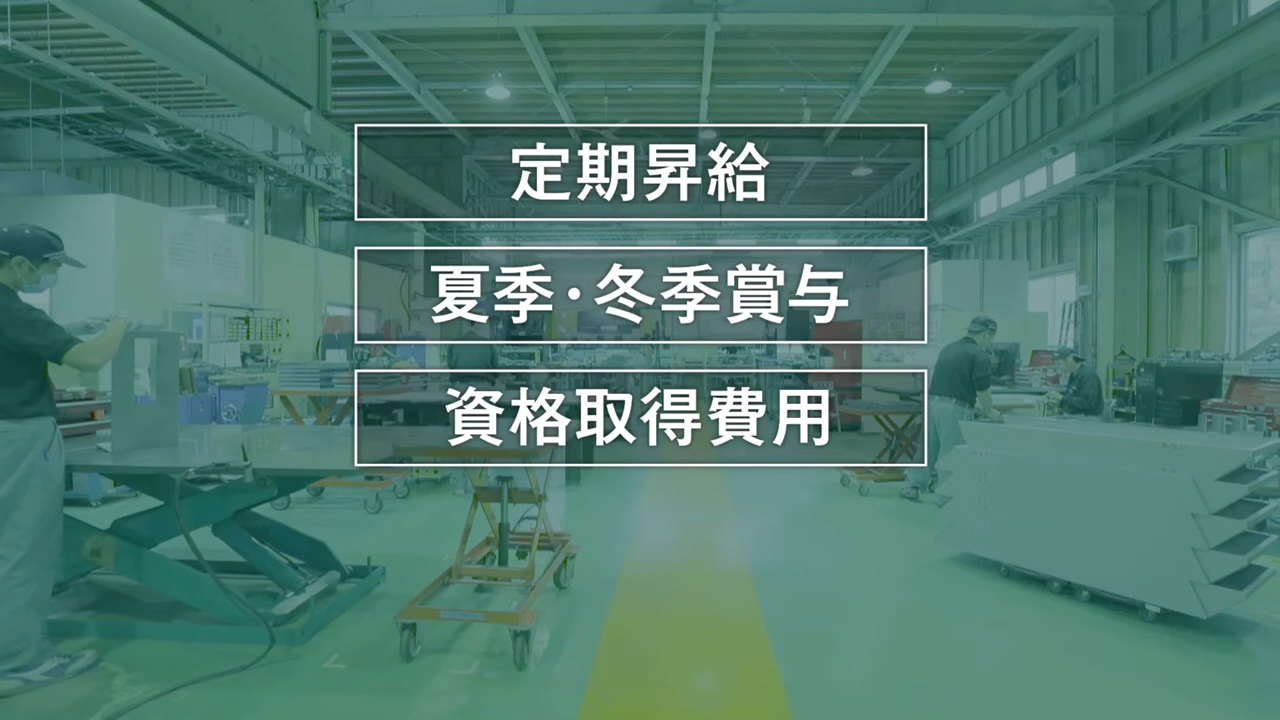 定期昇給
夏季・冬季賞与
資格取得費用